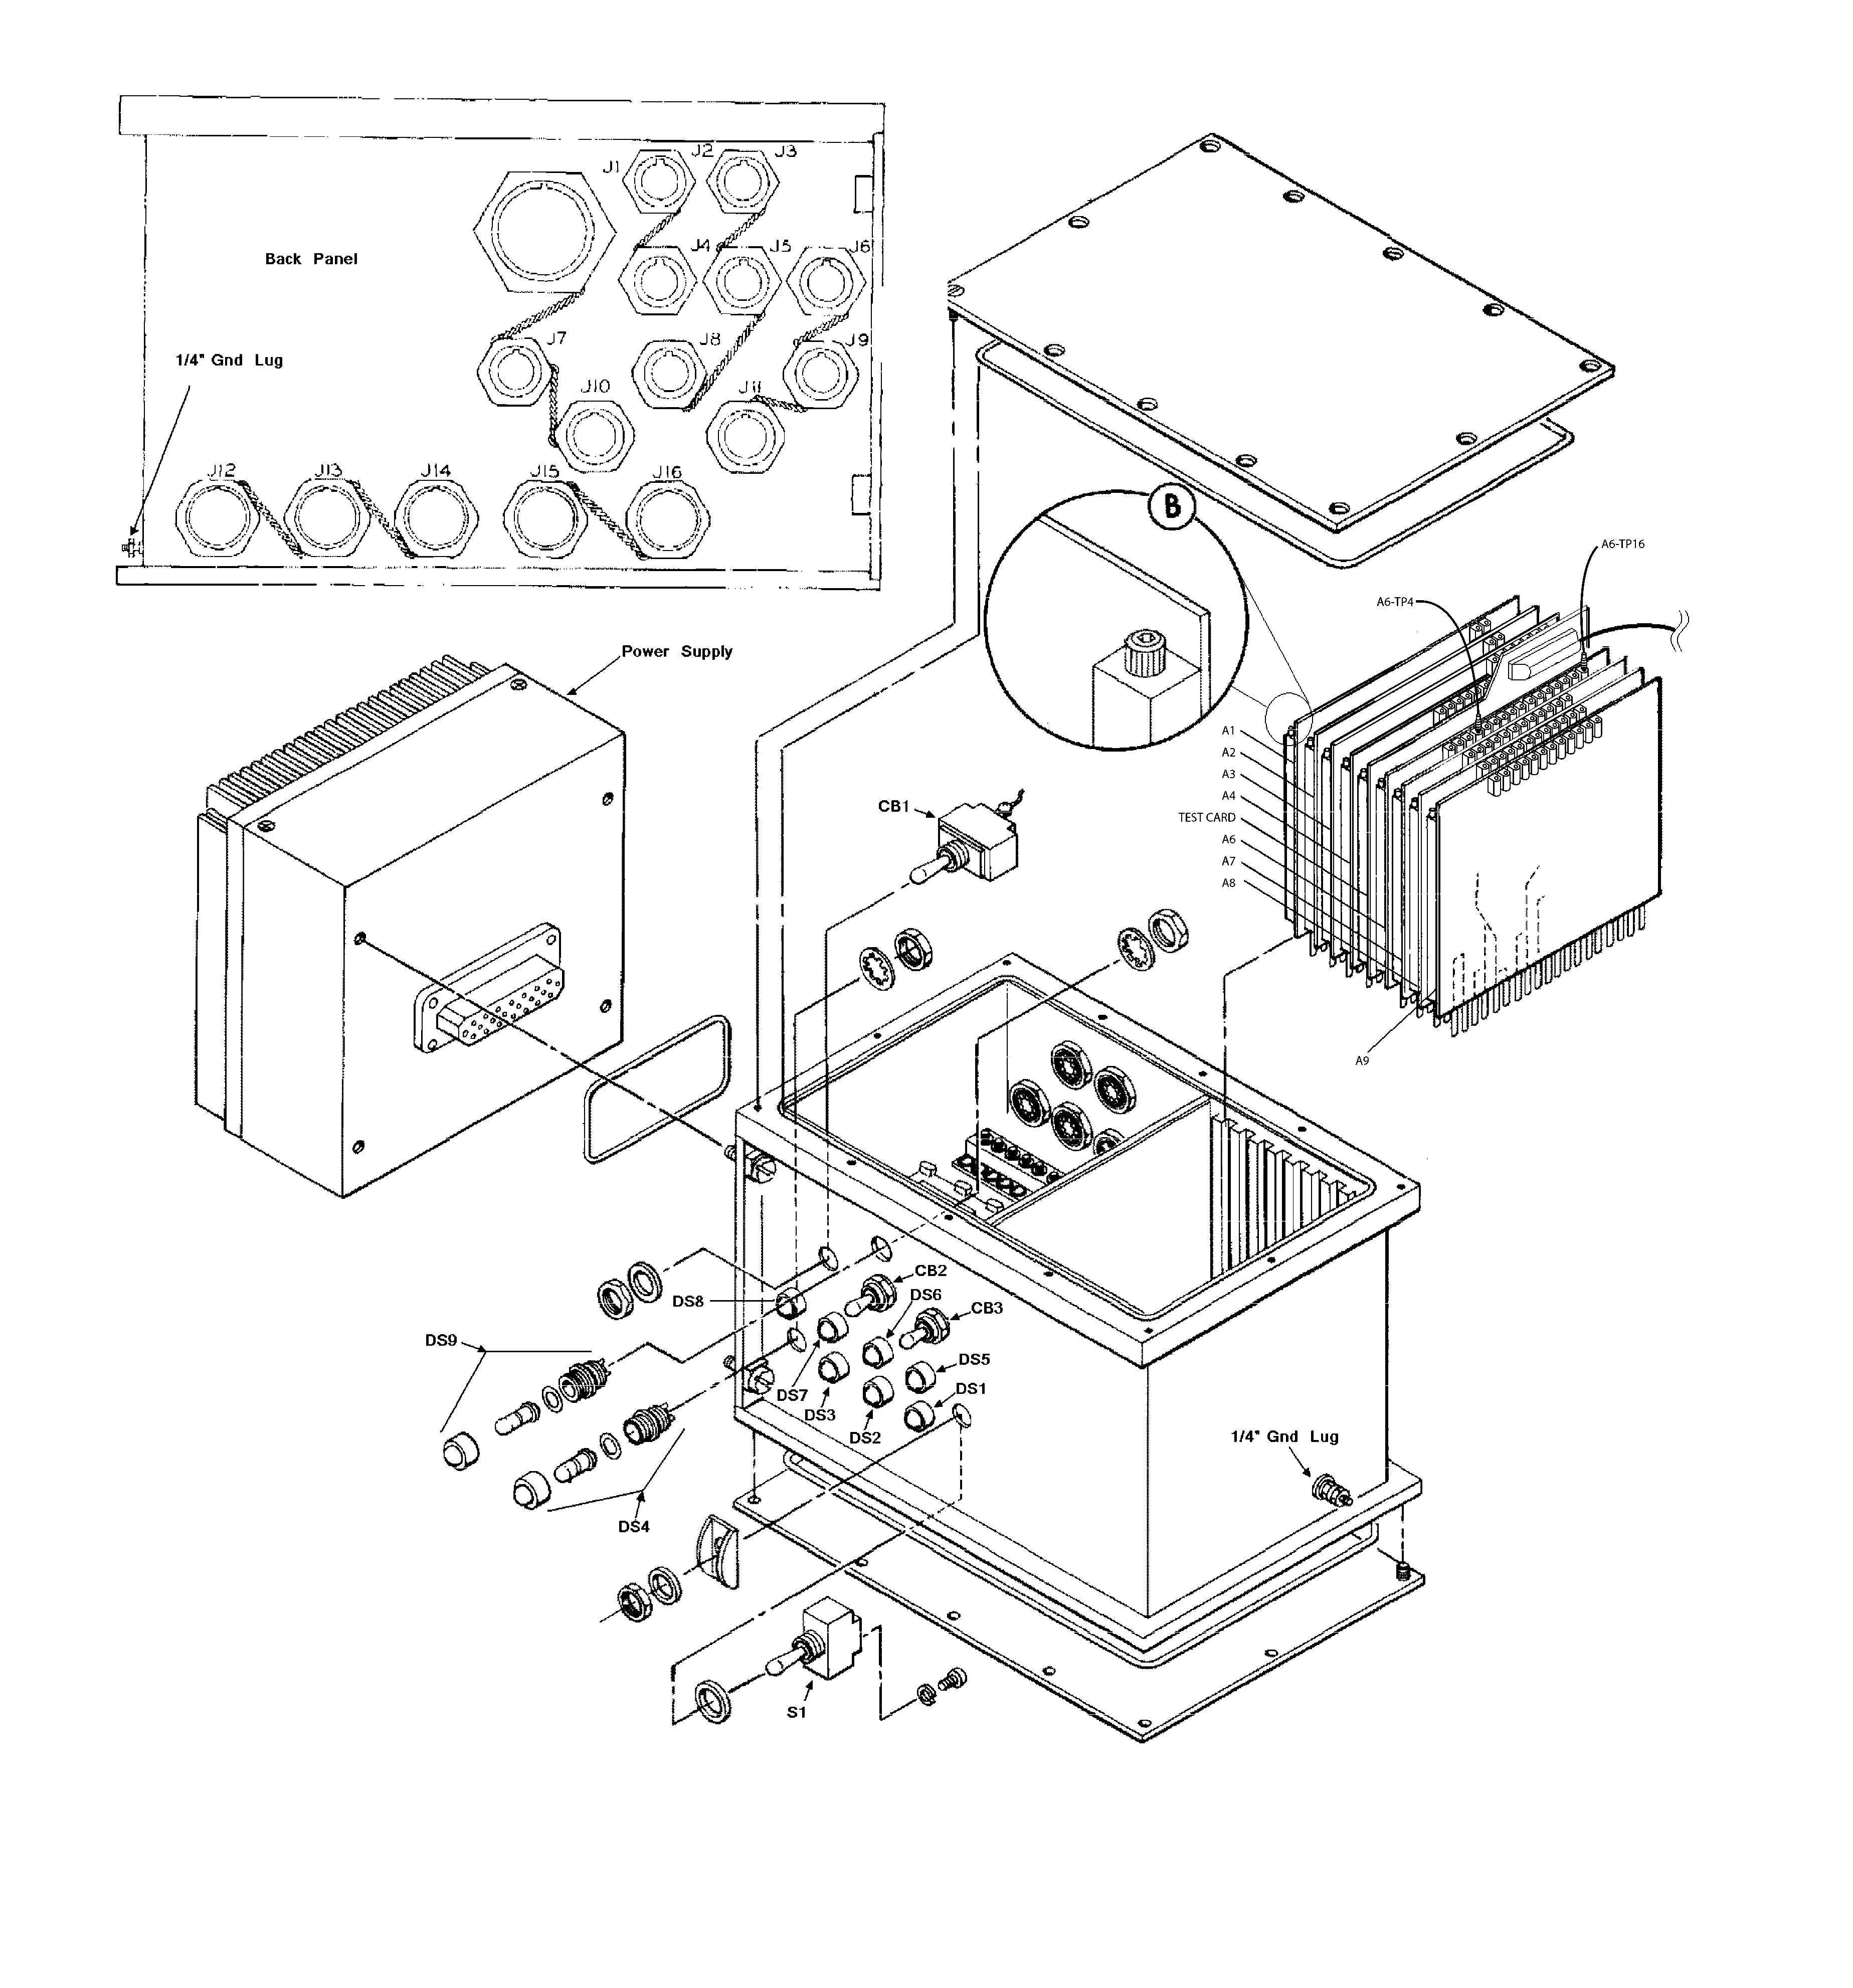 J1
J2
J3
Back Panel
J4
J5
J6
1/4" Gnd Lug
J7
J8
J9
J10
J11
J12
J13
J14
J15
J16
B
A6-TP16
A6-TP4
Power Supply
A1
A2
A3
A4
TEST CARD
A6
A7
A8
A9
CB1
CB2
DS6
DS8
CB3
DS9
DS5
DS7
DS1
DS3
DS2
1/4" Gnd Lug
DS4
S1